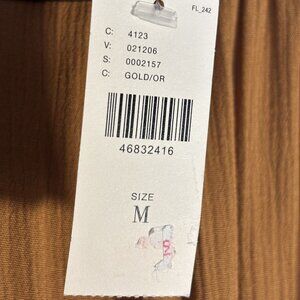 FL_242
C: 4123
V: 021206
S: 0002157
C: GOLD/OR
46832416
SIZE
M